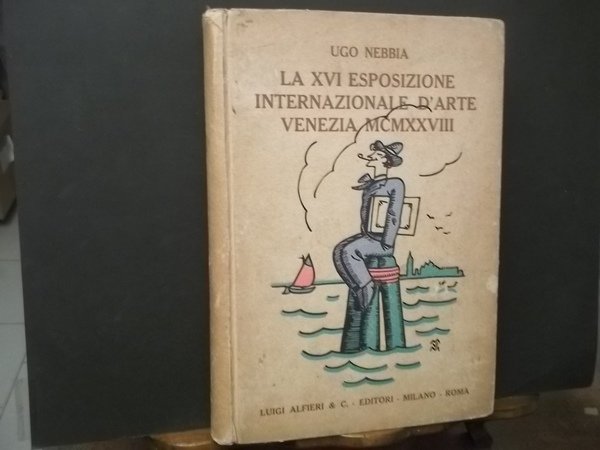 UGO NEBBIA
LA XVI ESPOSIZIONE
INTERNAZIONALE D'ARTE
VENEZIA MCMXXVIII
LUIGI ALFIERI & C. - EDITORI - MILANO - ROMA